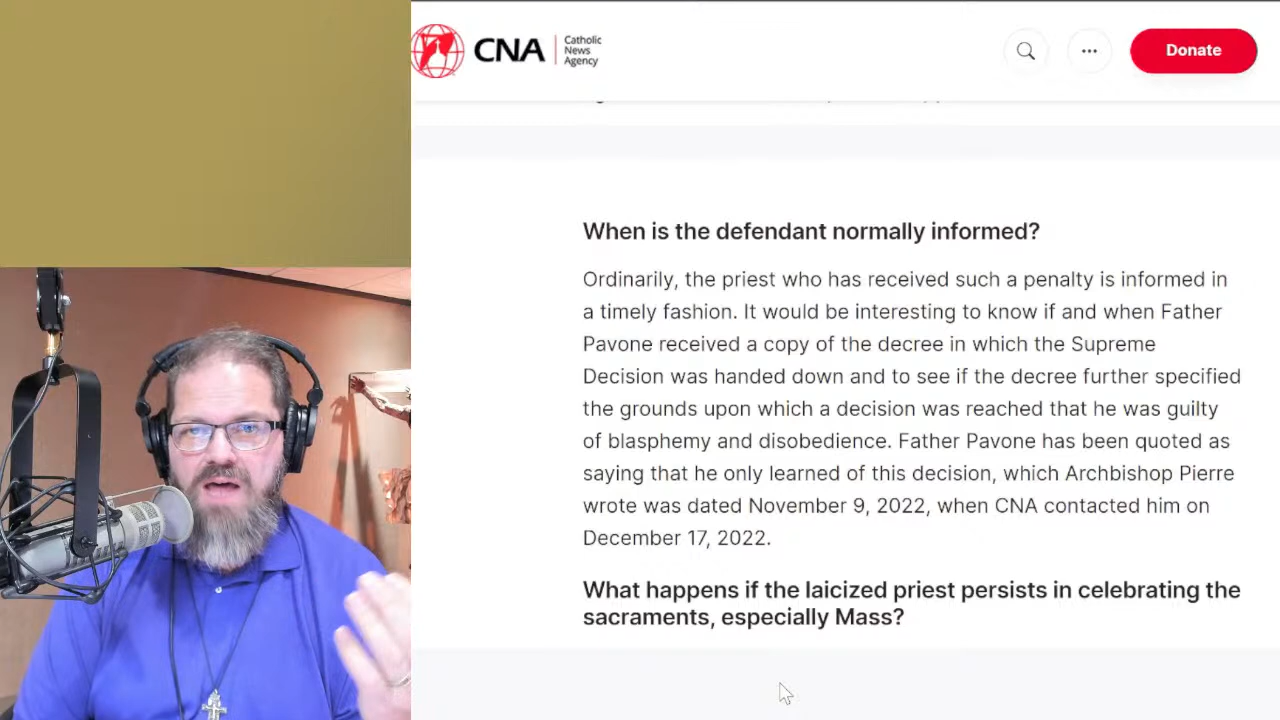 CNA
Catholic
News
Agency
Donate
When is the defendant normally informed?
Ordinarily, the priest who has received such a penalty is informed in
a timely fashion. It would be interesting to know if and when Father
Pavone received a copy of the decree in which the Supreme
Decision was handed down and to see if the decree further specified
the grounds upon which a decision was reached that he was guilty
of blasphemy and disobedience. Father Pavone has been quoted as
saying that he only learned of this decision, which Archbishop Pierre
wrote was dated November 9, 2022, when CNA contacted him on
December 17, 2022.
What happens if the laicized priest persists in celebrating the
sacraments, especially Mass?